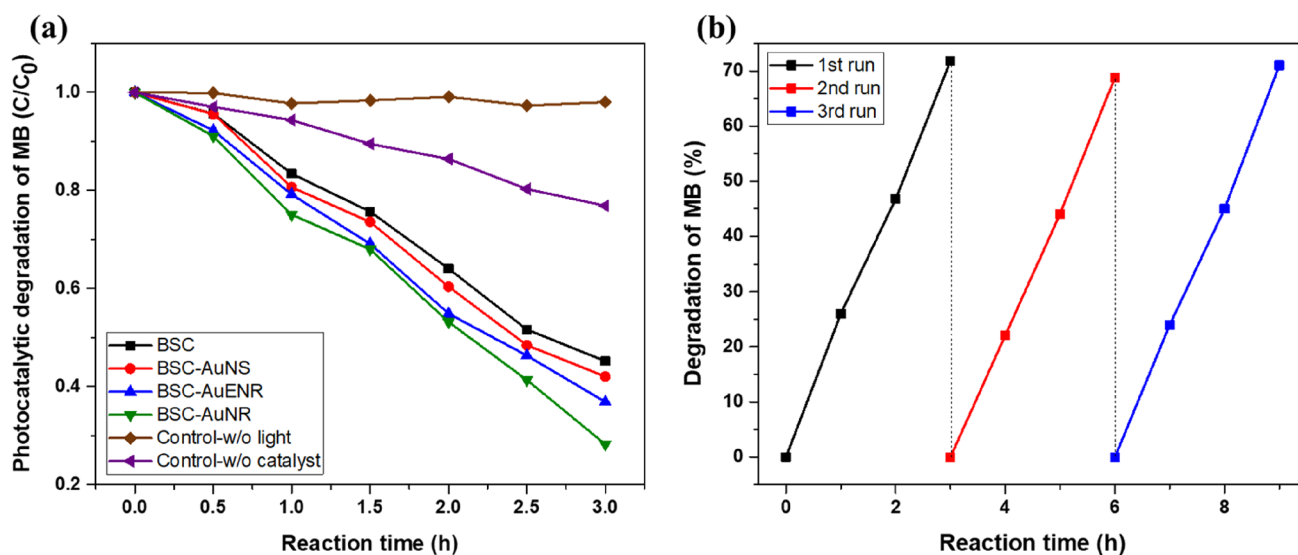 (a)
Photocatalytic degradation of MB (C/C0)
1.0
0.8
0.6
0.4
0.2
BSC
BSC-AuNS
BSC-AuENR
BSC-AuNR
Control-w/o light
Control-w/o catalyst
0.0 0.5 1.0 1.5 2.0 2.5 3.0
Reaction time (h)
(b)
Degradation of MB (%)
70
60
50
40
30
20
10
0
1st run
2nd run
3rd run
0 2 4 6 8
Reaction time (h)